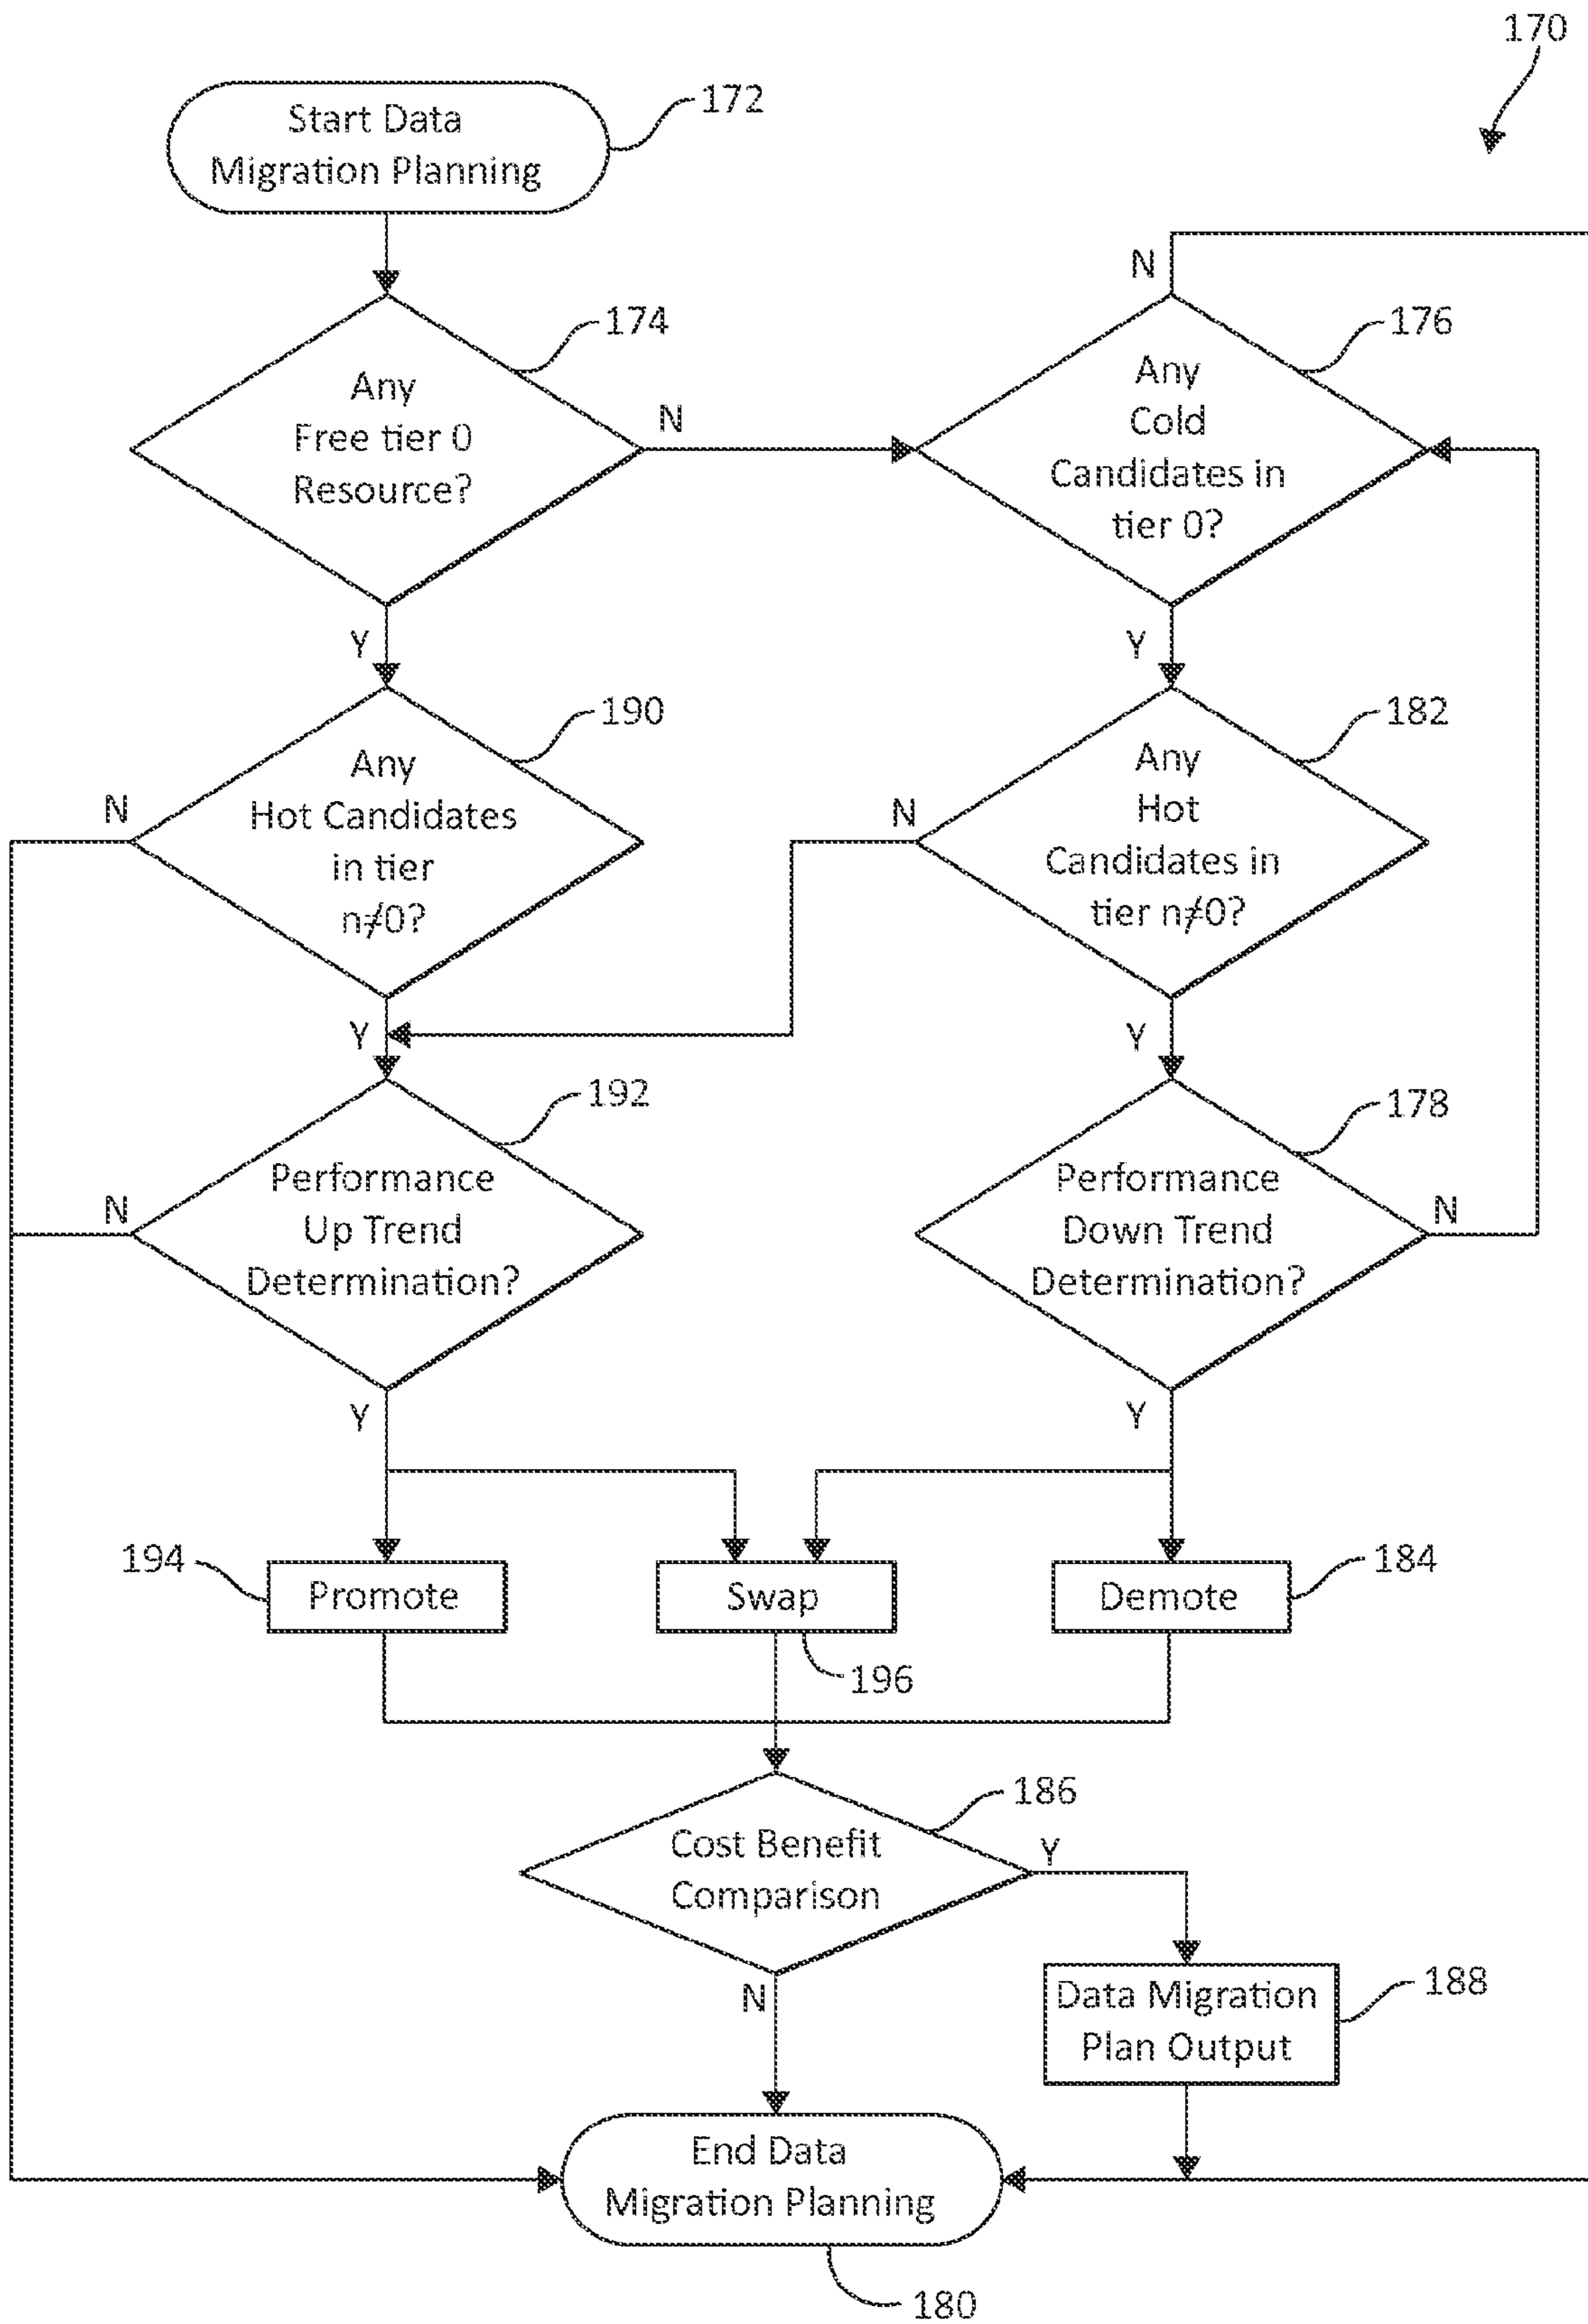 170
Start Data
Migration Planning
172
N
174
176
Any
Free tier 0
Resource?
N
Any
Cold
Candidates in
tier 0?
Y
Y
190
182
Any
Hot Candidates
in tier
n≠0?
N
Any
Hot
Candidates in
tier n≠0?
N
Y
Y
192
178
Performance
Up Trend
Determination?
N
Performance
Down Trend
Determination?
N
Y
Y
194
Promote
Swap
Demote
184
196
186
Cost Benefit
Comparison
Y
N
Data Migration
Plan Output
188
End Data
Migration Planning
180